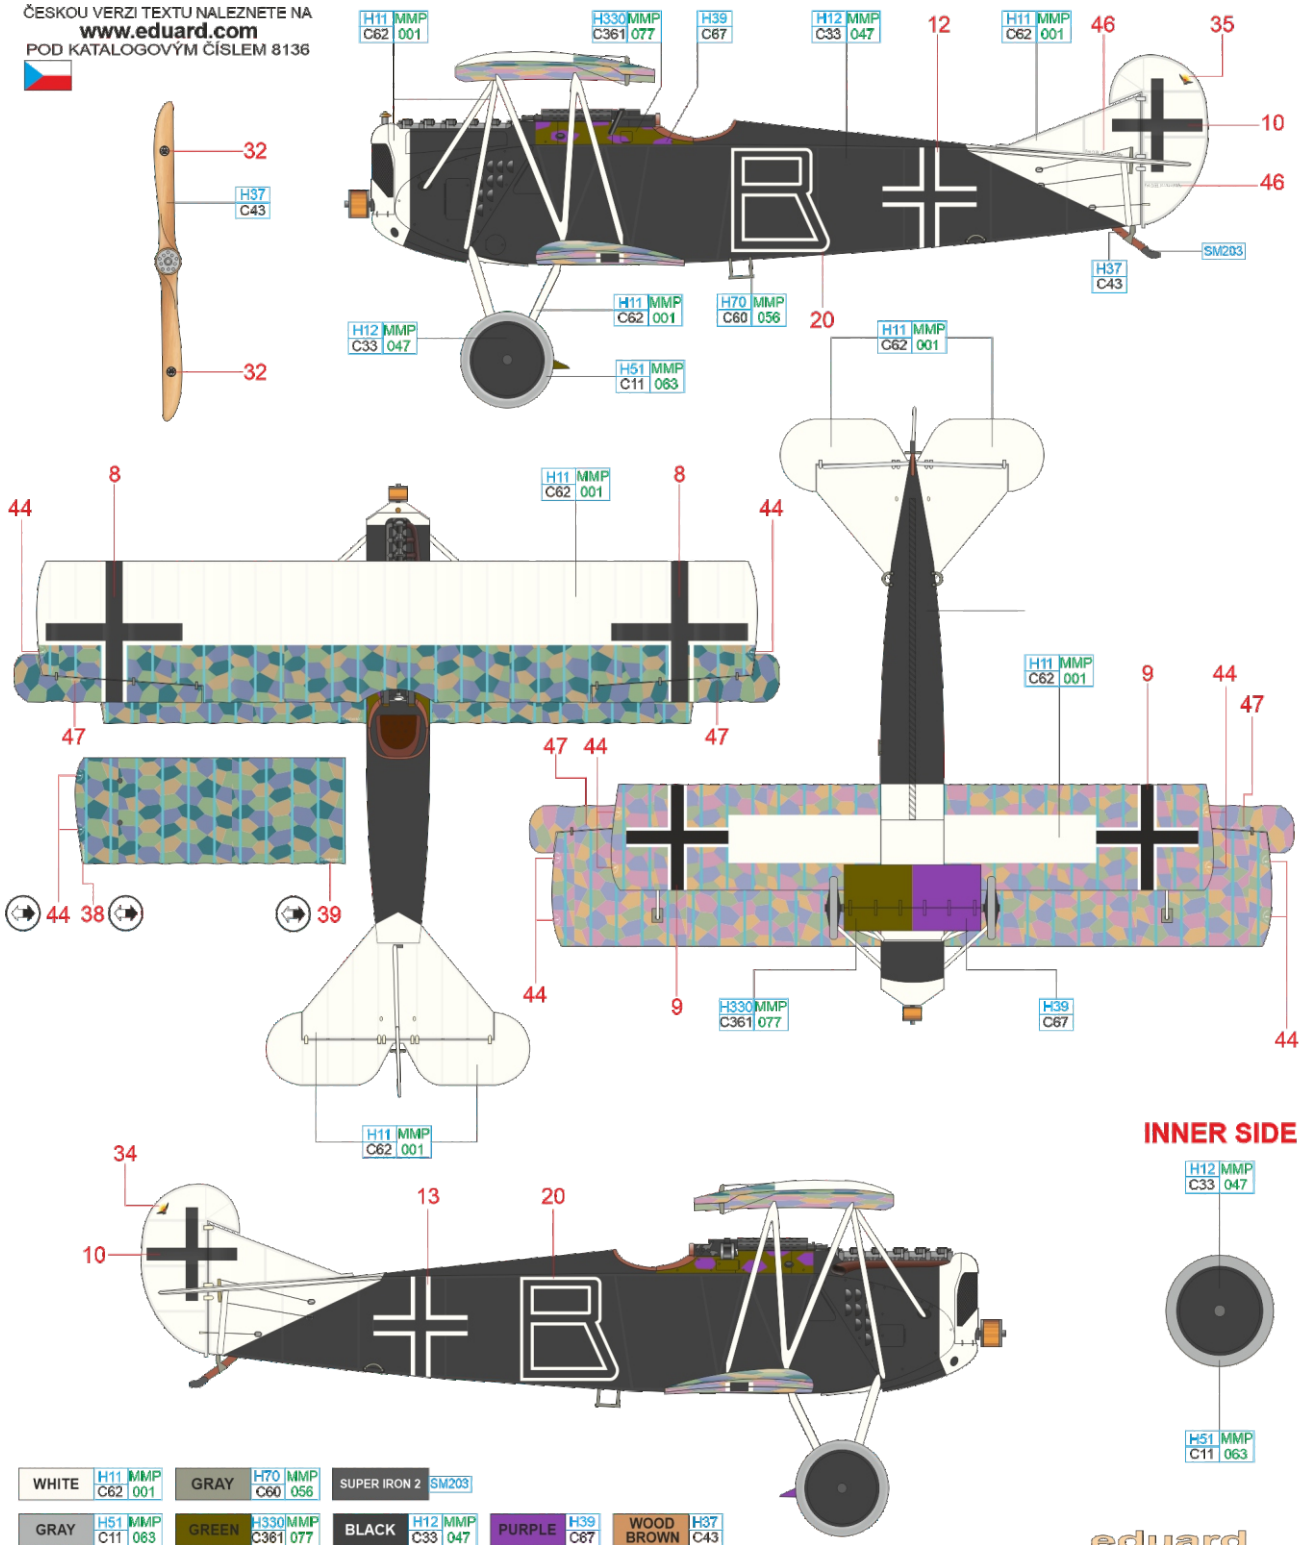 ČESKOU VERZI TEXTU NALEZNETE NA
www.eduard.com
POD KATALOGOVÝM ČÍSLEM 8136
H11 MMP
C62 001
H330 MMP
C361 077
H39
C67
H12 MMP
C33 047
12
H11 MMP
C62 001
46
35
32
10
H37
C43
46
SM203
H37
C43
H11 MMP
C62 001
H70 MMP
C60 056
20
H12 MMP
C33 047
H11 MMP
C62 001
32
H51 MMP
C11 063
8
H11 MMP
C62 001
8
44
44
H11 MMP
C62 001
9
44
47
47
47
47
44
44
38
39
44
9
H330 MMP
C361 077
H39
C67
44
H11 MMP
C62 001
INNER SIDE
34
H12 MMP
C33 047
13
20
10
H51 MMP
C11 063
WHITE H11 MMP
C62 001
GRAY H70 MMP
C60 056
SUPER IRON 2 SM203
GRAY H51 MMP
C11 063
GREEN H330 MMP
C361 077
BLACK H12 MMP
C33 047
PURPLE H39
C67
WOOD BROWN H37
C43
eduard